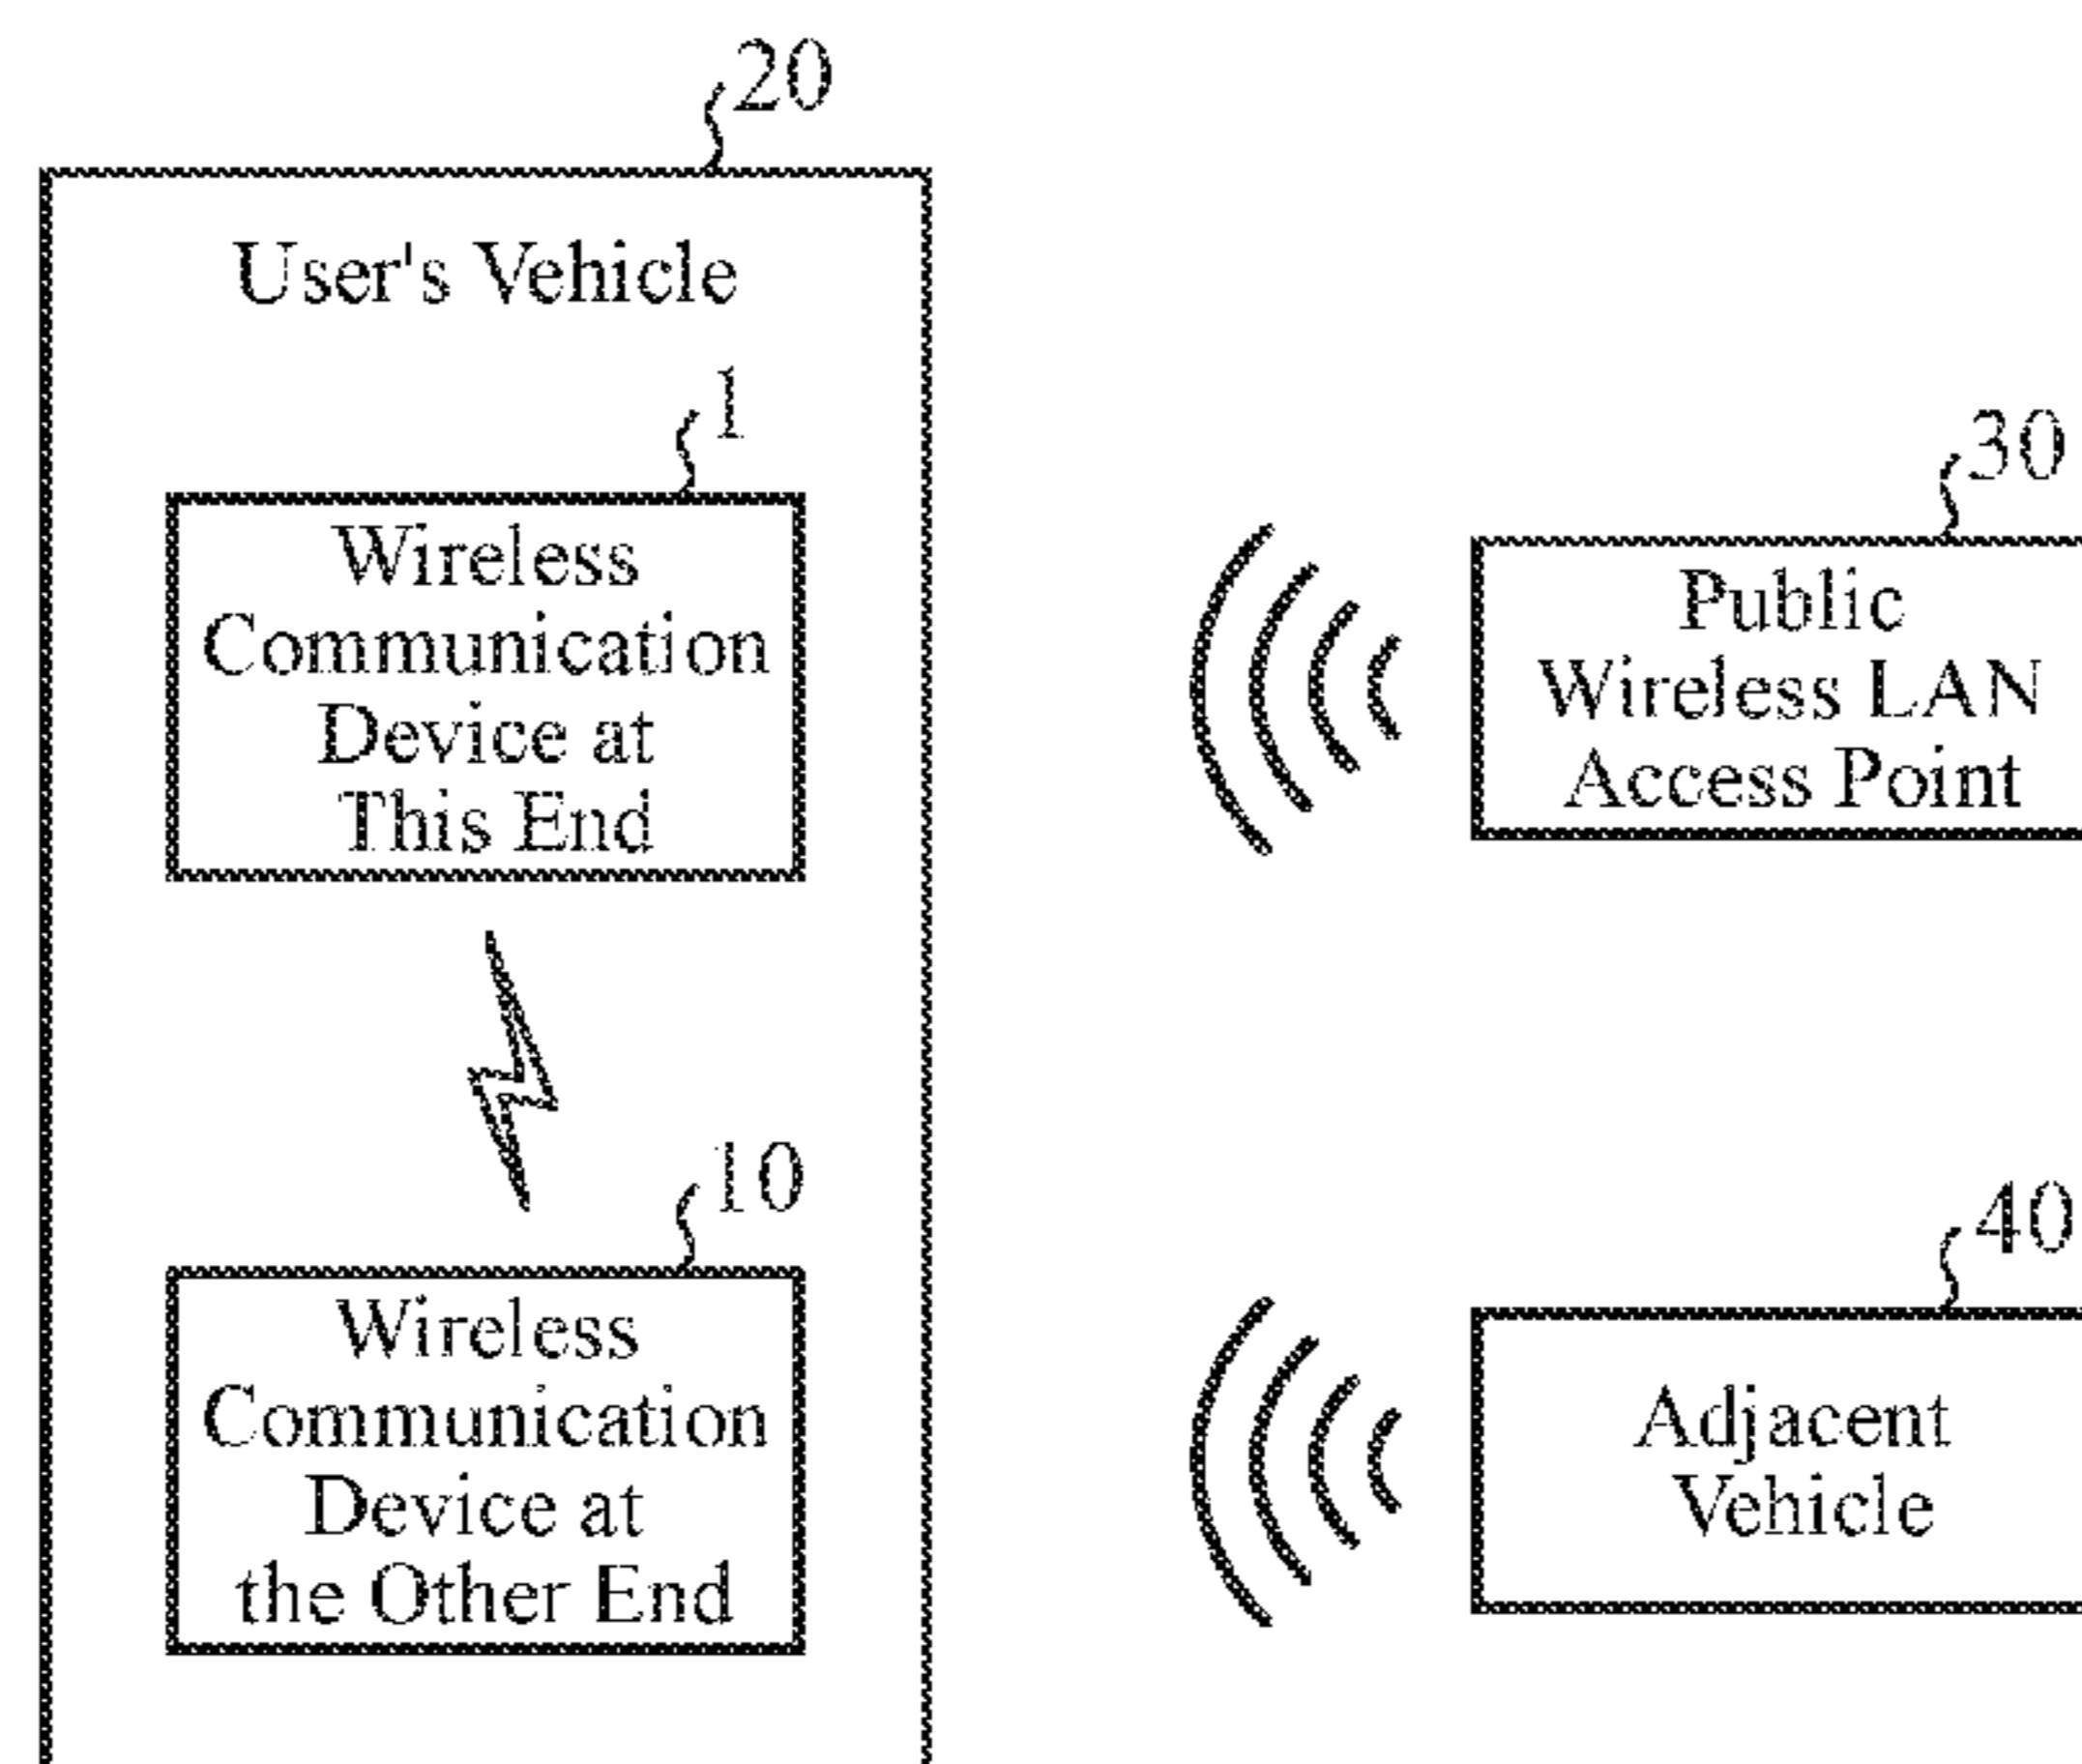 20
User's Vehicle
1
Wireless
Communication
Device at
This End
10
Wireless
Communication
Device at
the Other End
30
Public
Wireless LAN
Access Point
40
Adjacent
Vehicle